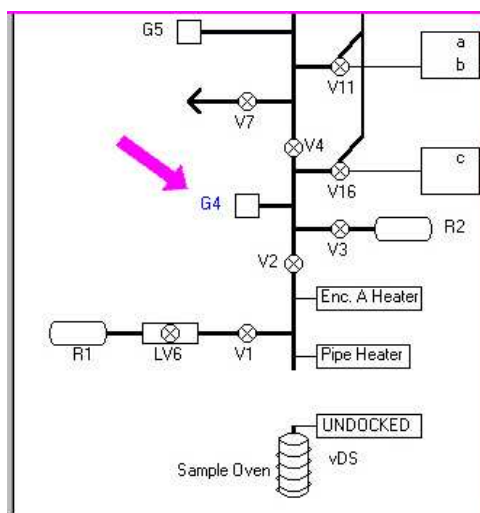 G5
a
b
V11
V7
V4
c
V16
G4
V3
R2
V2
Enc. A Heater
R1
LV6
V1
Pipe Heater
UNDOCKED
vDS
Sample Oven